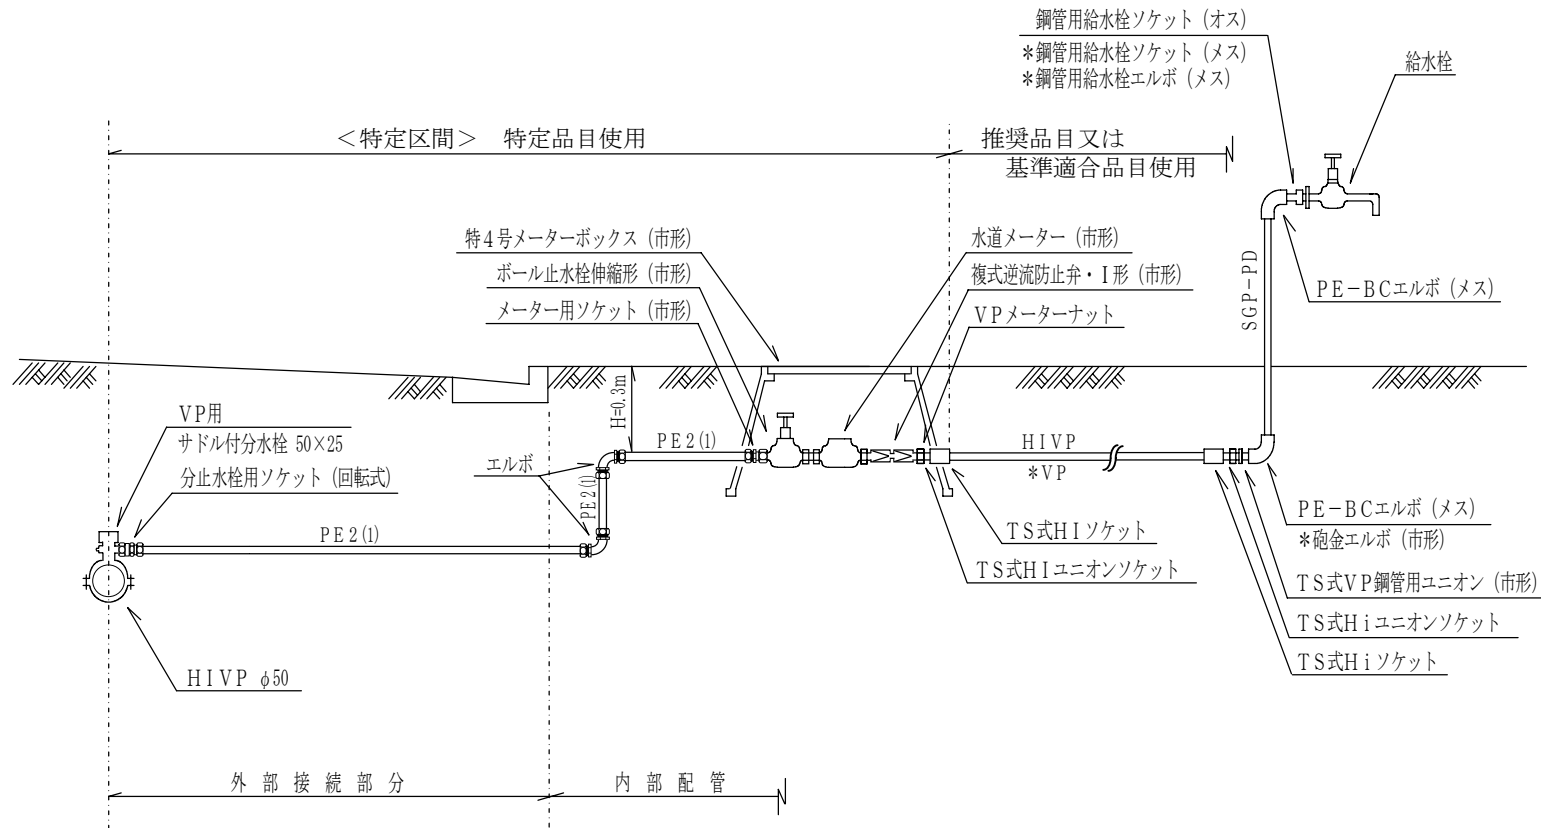 鋼管用給水栓ソケット（オス）
＊鋼管用給水栓ソケット（メス）
＊鋼管用給水栓エルボ（メス）
給水栓
＜特定区間＞　特定品目使用
推奨品目又は
基準適合品目使用
特４号メーターボックス（市形）
ボール止水栓伸縮形（市形）
メーター用ソケット（市形）
水道メーター（市形）
複式逆流防止弁・Ｉ形（市形）
ＶＰメーターナット
ＰＥ−ＢＣエルボ（メス）
ＳＧＰ−ＰＤ
ＶＰ用
サドル付分水栓 50×25
分止水栓用ソケット（回転式）
H=0.3m
エルボ
ＰＥ２(1)
ＰＥ２(1)
ＰＥ２(1)
ＨＩＶＰ
＊ＶＰ
ＴＳ式ＨＩソケット
ＴＳ式ＨＩユニオンソケット
ＰＥ−ＢＣエルボ（メス）
＊砲金エルボ（市形）
ＴＳ式ＶＰ鋼管用ユニオン（市形）
ＴＳ式Ｈｉユニオンソケット
ＴＳ式Ｈｉソケット
ＨＩＶＰ φ50
外部接続部分
内部配管